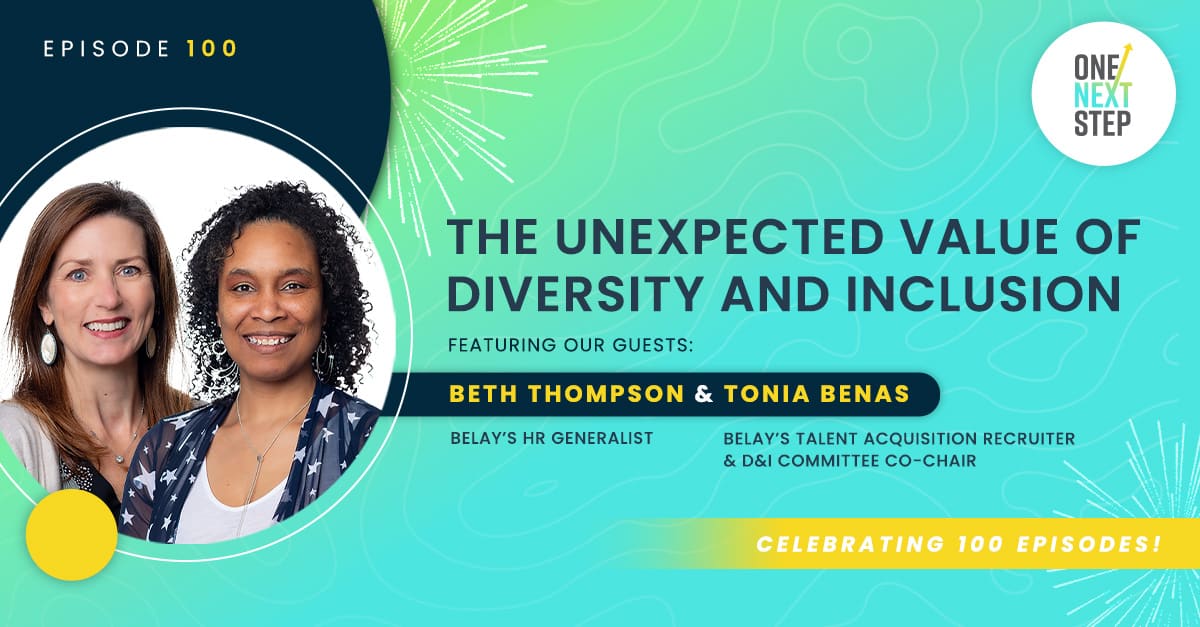 EPISODE 100
ONE
NEXT
STEP
THE UNEXPECTED VALUE OF
DIVERSITY AND INCLUSION
FEATURING OUR GUESTS:
BETH THOMPSON & TONIA BENAS
BELAY'S HR GENERALIST
BELAY'S TALENT ACQUISITION RECRUITER
& D&I COMMITTEE CO-CHAIR
CELEBRATING 100 EPISODES!